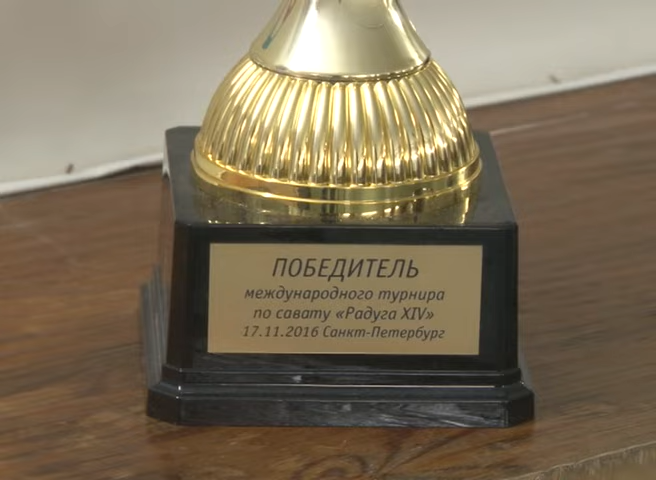 ПОБЕДИТЕЛЬ
международного турнира
по савату «Радуга XIV»
17.11.2016 Санкт-Петербург